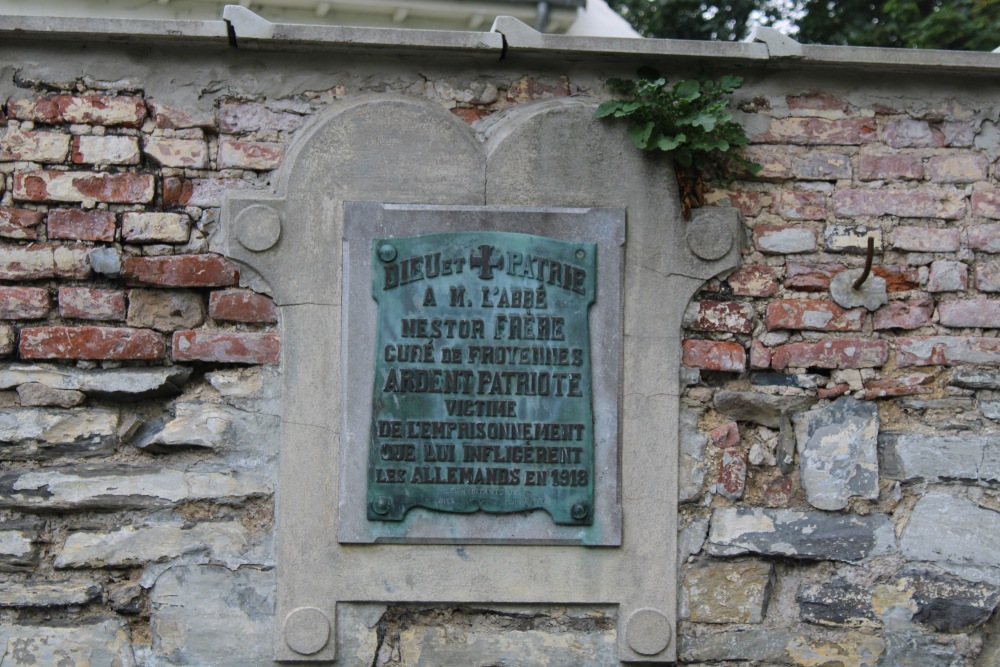 DIEU ET PATRIE
A M. L'ABBÉ
NESTOR FRÈRE
CURÉ DE FROYENNES
ARDENT PATRIOTE
VICTIME
DE L'EMPRISONNEMENT
QUE LUI INFLIGÈRENT
LES ALLEMANDS EN 1918